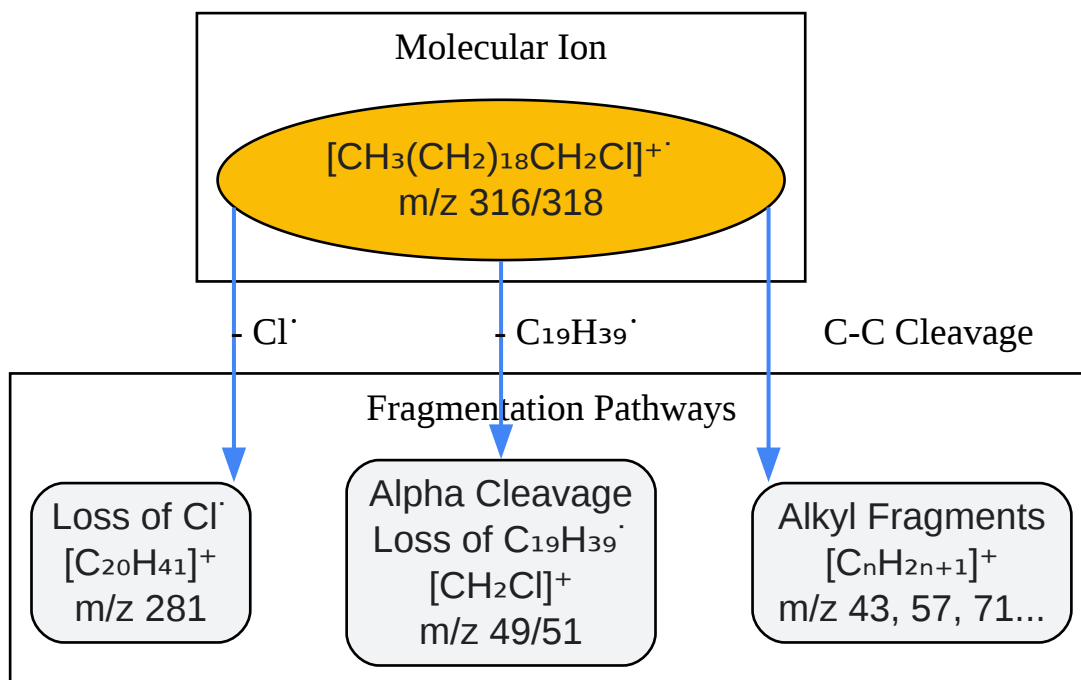 Molecular Ion
[CH₃(CH₂)₁₈CH₂Cl]⁺˙
m/z 316/318
- Cl˙
- C₁₉H₃₉˙
C-C Cleavage
Fragmentation Pathways
Loss of Cl˙
[C₂₀H₄₁]⁺
m/z 281
Alpha Cleavage
Loss of C₁₉H₃₉˙
[CH₂Cl]⁺
m/z 49/51
Alkyl Fragments
[CₙH₂ₙ₊₁]⁺
m/z 43, 57, 71...